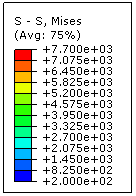 S - S, Mises
(Avg: 75%)
+7.700e+03
+7.075e+03
+6.450e+03
+5.825e+03
+5.200e+03
+4.575e+03
+3.950e+03
+3.325e+03
+2.700e+03
+2.075e+03
+1.450e+03
+8.250e+02
+2.000e+02